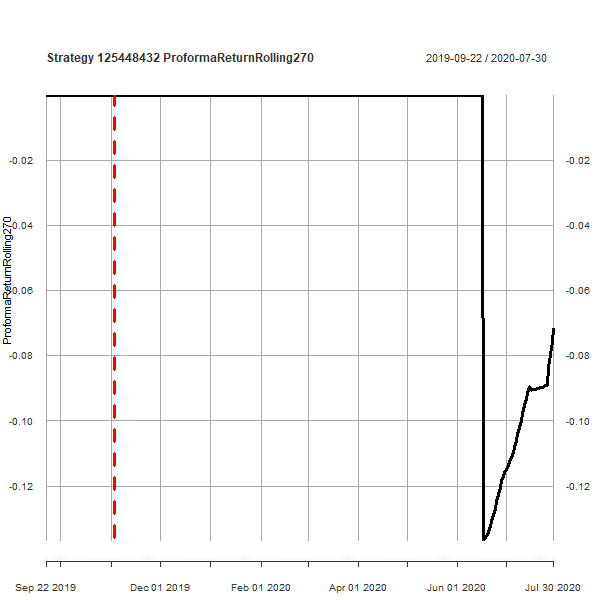 Strategy 125448432 ProformaReturnRolling270
2019-09-22 / 2020-07-30
ProformaReturnRolling270
-0.02
-0.04
-0.06
-0.08
-0.10
-0.12
-0.02
-0.04
-0.06
-0.08
-0.10
-0.12
Sep 22 2019
Dec 01 2019
Feb 01 2020
Apr 01 2020
Jun 01 2020
Jul 30 2020